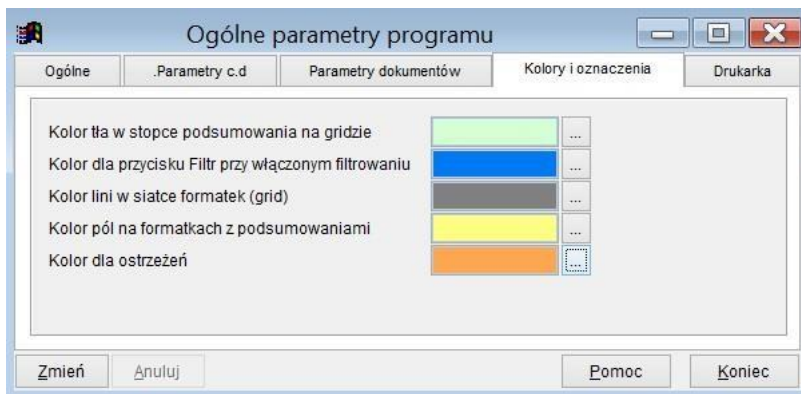 Ogólne parametry programu
Ogólne .Parametry c.d Parametry dokumentów Kolory i oznaczenia Drukarka
Kolor tła w stopce podsumowania na gridzie ...
Kolor dla przycisku Filtr przy włączonym filtrowaniu ...
Kolor lini w siatce formatek (grid) ...
Kolor pól na formatkach z podsumowaniami ...
Kolor dla ostrzeżeń ...
Zmień Anuluj Pomoc Koniec